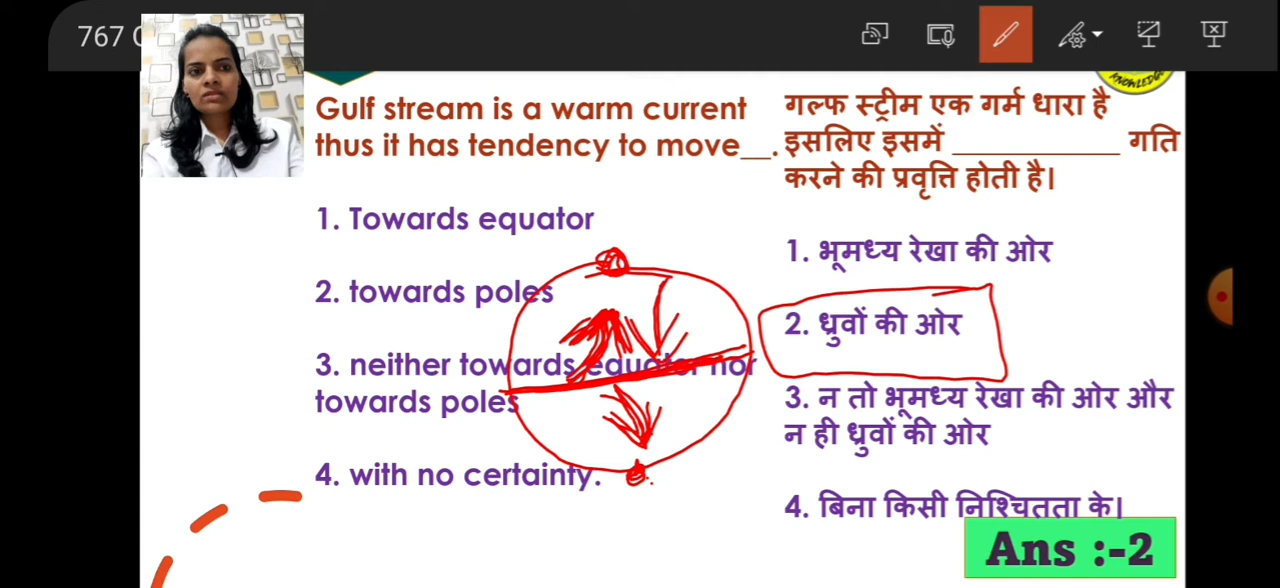 767
KNOWLEDGE
Gulf stream is a warm current
thus it has tendency to move__.
1. Towards equator
2. towards poles
3. neither towards equator nor
towards poles
4. with no certainty.
गल्फ स्ट्रीम एक गर्म धारा है
इसलिए इसमें ____________ गति
करने की प्रवृत्ति होती है।
1. भूमध्य रेखा की ओर
2. ध्रुवों की ओर
3. न तो भूमध्य रेखा की ओर और
न ही ध्रुवों की ओर
4. बिना किसी निश्चितता के।
Ans :-2